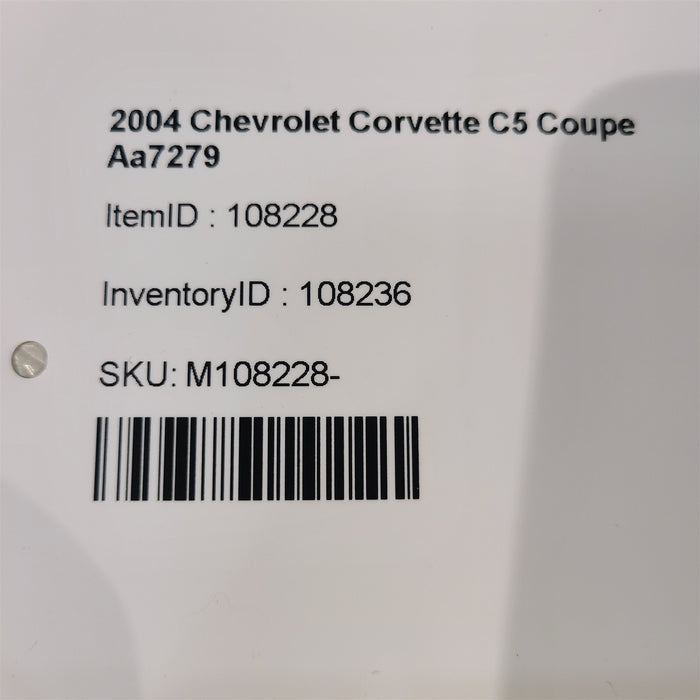 2004 Chevrolet Corvette C5 Coupe
Aa7279
ItemID : 108228
InventoryID : 108236
SKU: M108228-